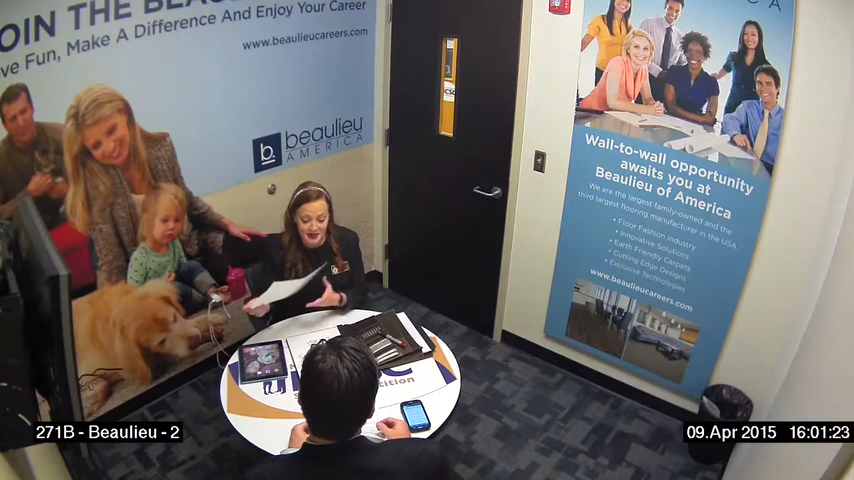 OIN THE BEA
ve Fun, Make A Difference And Enjoy Your Career
www.beaulieucareers.com
b.
beaulieu
AMERICA
Wall-to-wall opportunity
awaits you at
Beaulieu of America
We are the largest family-owned and the
third largest flooring manufacturer in the USA.
• Floor Fashion Industry
• Innovative Solutions
• Earth Friendly Carpets
• Cutting Edge Designs
• Exclusive Technologies
www.beaulieucareers.com
271B - Beaulieu - 2
09.Apr 2015 16:01:23